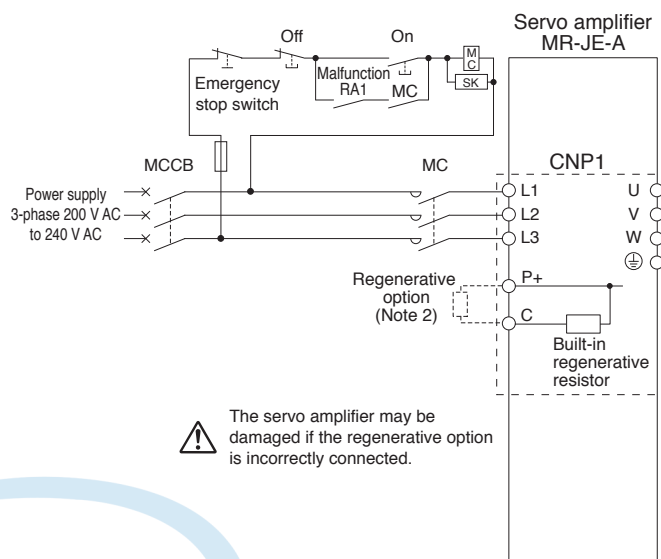 Servo amplifier
MR-JE-A
Off
On
M
C
SK
Malfunction
RA1
MC
Emergency
stop switch
CNP1
MCCB
MC
Power supply
3-phase 200 V AC
to 240 V AC
L1
L2
L3
U
V
W
P+
C
Regenerative
option
(Note 2)
Built-in
regenerative
resistor
The servo amplifier may be
damaged if the regenerative option
is incorrectly connected.